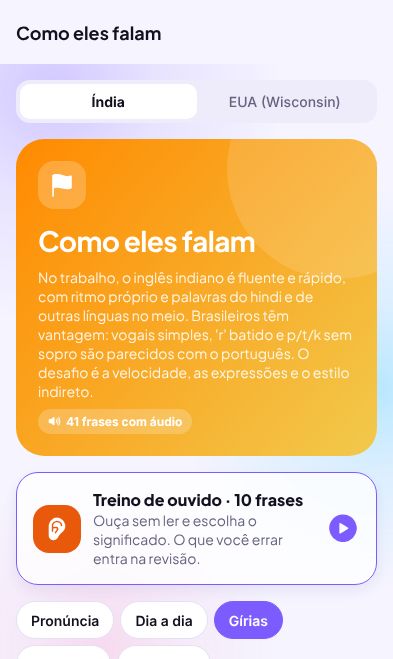 Como eles falam
Índia
EUA (Wisconsin)
Como eles falam
No trabalho, o inglês indiano é fluente e rápido,
com ritmo próprio e palavras do hindi e de
outras línguas no meio. Brasileiros têm
vantagem: vogais simples, 'r' batido e p/t/k sem
sopro são parecidos com o português. O
desafio é a velocidade, as expressões e o estilo
indireto.
41 frases com áudio
Treino de ouvido · 10 frases
Ouça sem ler e escolha o
significado. O que você errar
entra na revisão.
Pronúncia
Dia a dia
Gírias